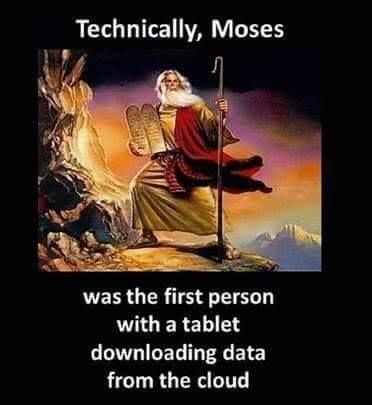 Technically, Moses
was the first person
with a tablet
downloading data
from the cloud